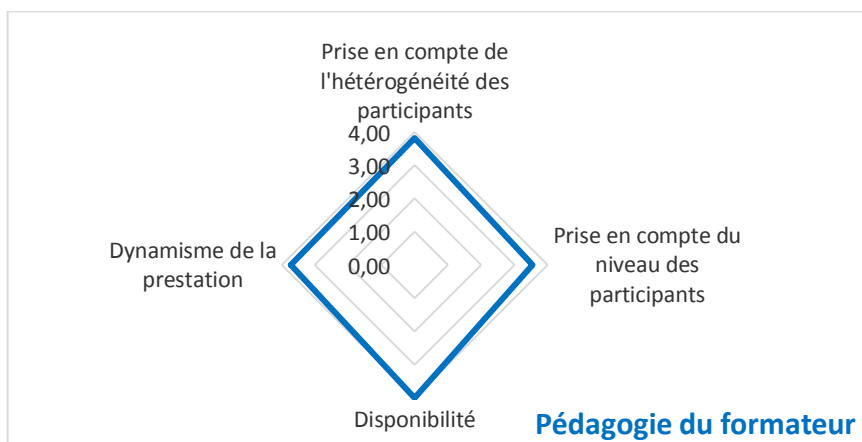 Prise en compte de
l'hétérogénéité des
participants
4,00
3,00
2,00
1,00
0,00
Dynamisme de la
prestation
Prise en compte du
niveau des
participants
Disponibilité
Pédagogie du formateur